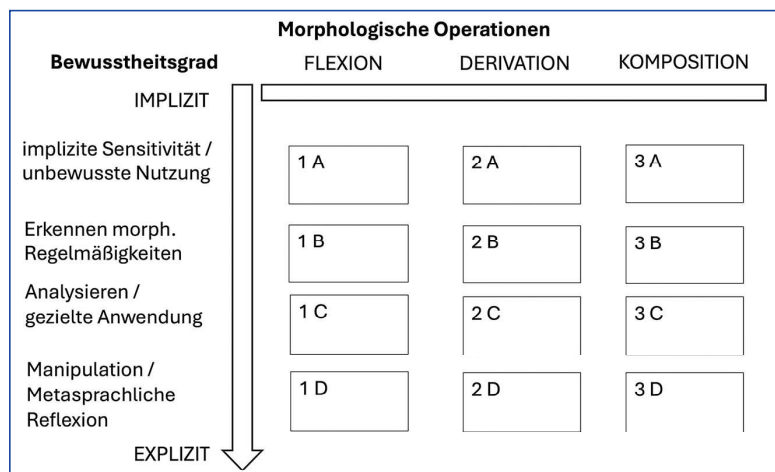 Morphologische Operationen
Bewusstheitsgrad FLEXION DERIVATION KOMPOSITION
IMPLIZIT
implizite Sensitivität /
unbewusste Nutzung
1 A 2 A 3 A
Erkennen morph.
Regelmäßigkeiten
1 B 2 B 3 B
Analysieren /
gezielte Anwendung
1 C 2 C 3 C
Manipulation /
Metasprachliche
Reflexion
1 D 2 D 3 D
EXPLIZIT